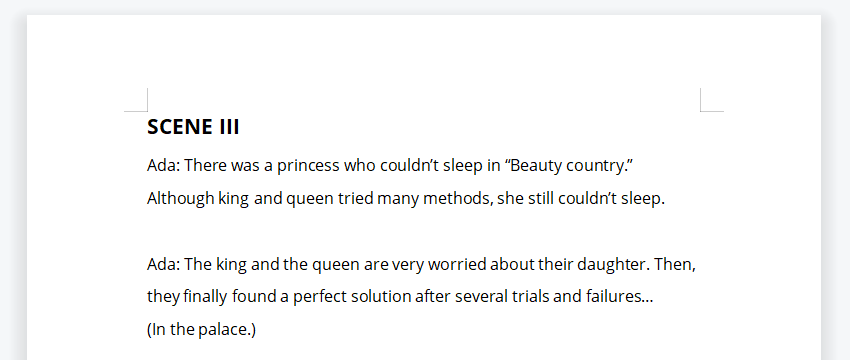 SCENE III
Ada: There was a princess who couldn’t sleep in “Beauty country.”
Although king and queen tried many methods, she still couldn’t sleep.
Ada: The king and the queen are very worried about their daughter. Then,
they finally found a perfect solution after several trials and failures…
(In the palace.)